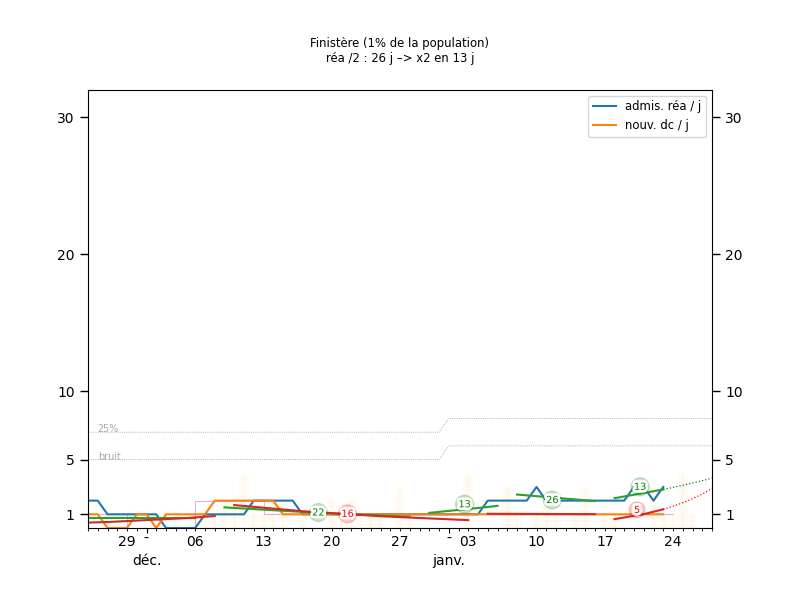 Finistère (1% de la population)
réa /2 : 26 j –> x2 en 13 j
admis. réa / j
nouv. dc / j
30 30
20 20
10 10
25%
bruit
5 5
1 1
22 16 13 26 13 5
29 - 06 13 20 27 - 03 10 17 24
déc. janv.